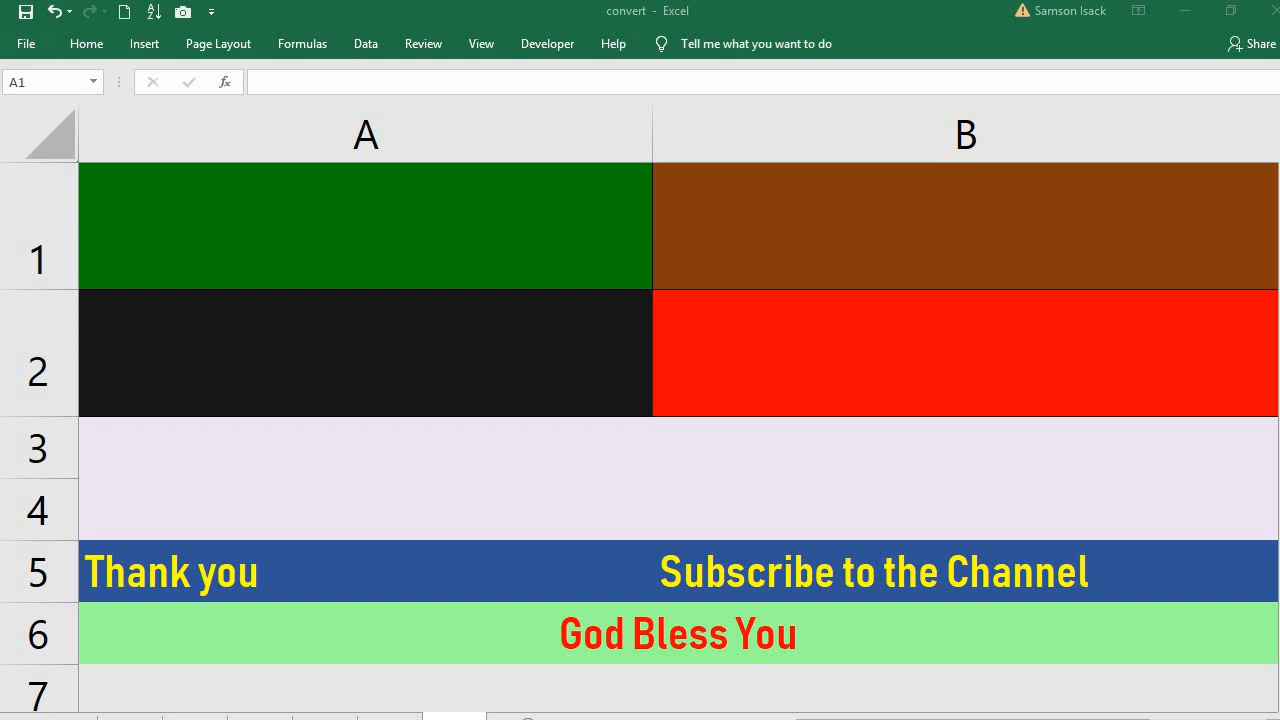 convert - Excel
Samson Isack
File Home Insert Page Layout Formulas Data Review View Developer Help Tell me what you want to do Share
A1
fx
A B
1
2
3
4
5 Thank you Subscribe to the Channel
6 God Bless You
7